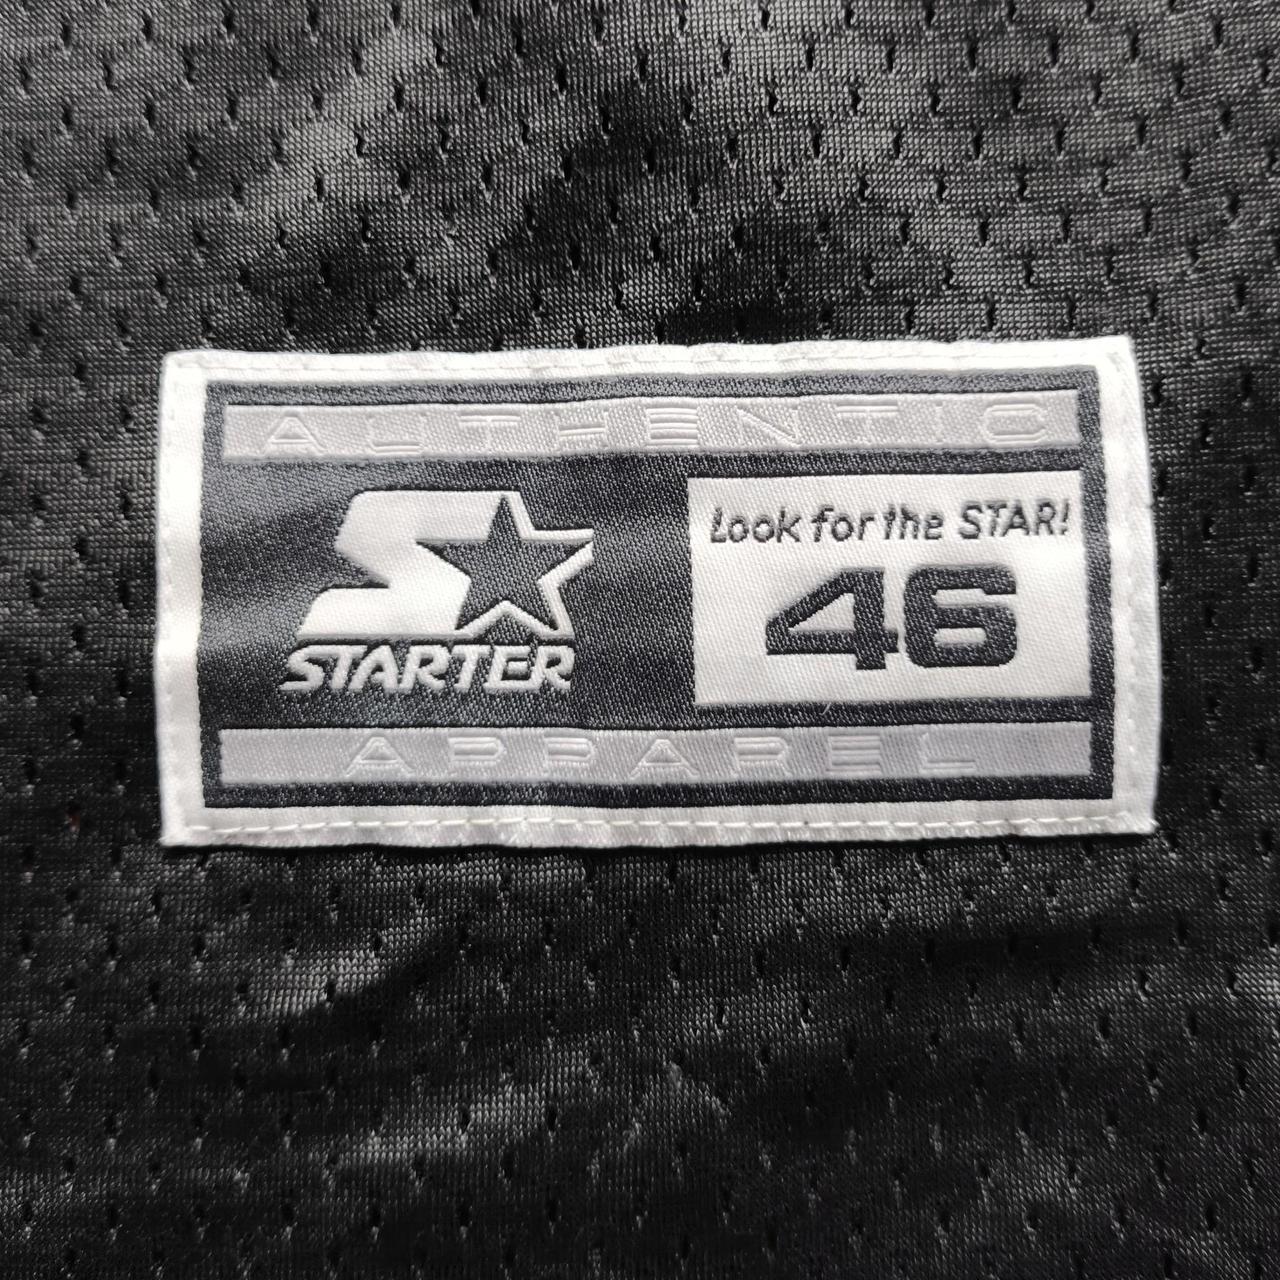 AUTHENTIC
Look for the STAR!
46
STARTER
APPAREL